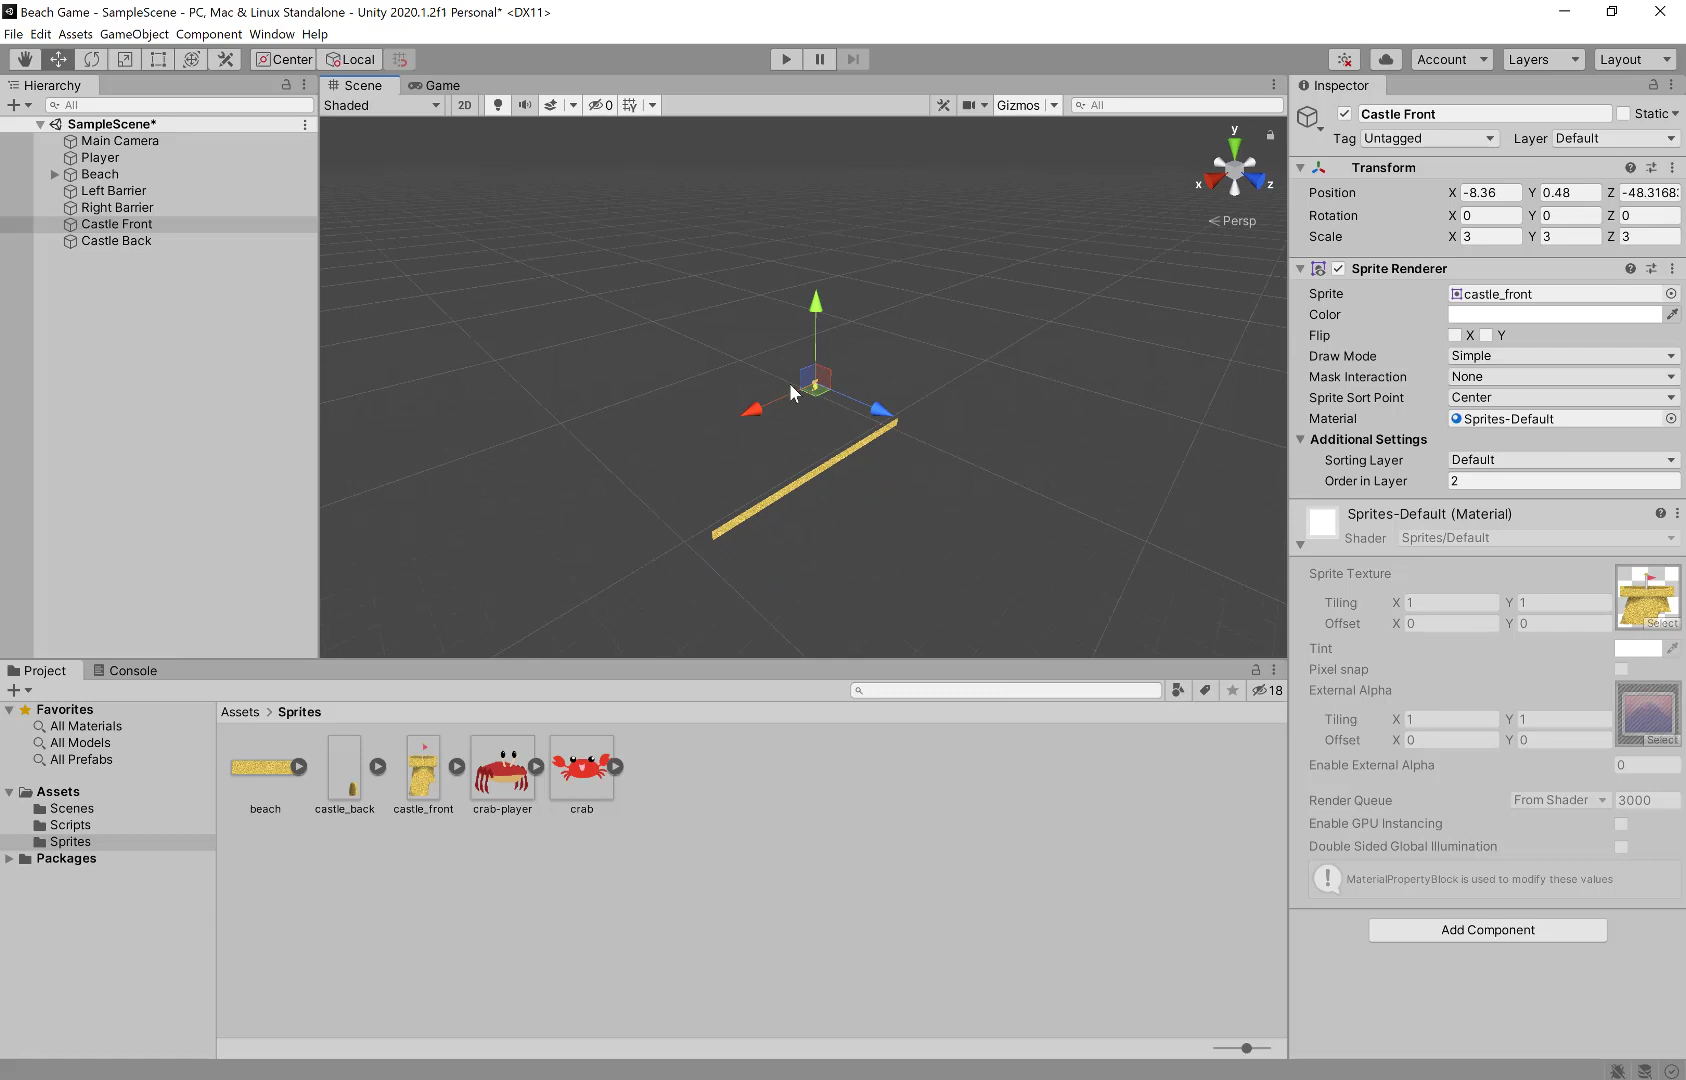 Beach Game - SampleScene - PC, Mac & Linux Standalone - Unity 2020.1.2f1 Personal* <DX11>
File Edit Assets GameObject Component Window Help
Center Local Account Layers Layout
Hierarchy Scene Game Inspector
All Shaded 2D 0 Gizmos All Castle Front Static
SampleScene*
Tag Untagged Layer Default
Main Camera
Player
Beach
Left Barrier
Right Barrier
Castle Front
Castle Back
y
x z
Persp
Transform
Position X -8.36 Y 0.48 Z -48.3168
Rotation X 0 Y 0 Z 0
Scale X 3 Y 3 Z 3
Sprite Renderer
Sprite castle_front
Color
Flip X Y
Draw Mode Simple
Mask Interaction None
Sprite Sort Point Center
Material Sprites-Default
Additional Settings
Sorting Layer Default
Order in Layer 2
Sprites-Default (Material)
Shader Sprites/Default
Sprite Texture
Tiling X 1 Y 1
Offset X 0 Y 0 Select
Tint
Pixel snap
External Alpha
Tiling X 1 Y 1
Offset X 0 Y 0 Select
Enable External Alpha 0
Render Queue From Shader 3000
Enable GPU Instancing
Double Sided Global Illumination
MaterialPropertyBlock is used to modify these values
Add Component
Project Console
18
Favorites
All Materials
All Models
All Prefabs
Assets
Scenes
Scripts
Sprites
Packages
Assets > Sprites
beach castle_back castle_front crab-player crab